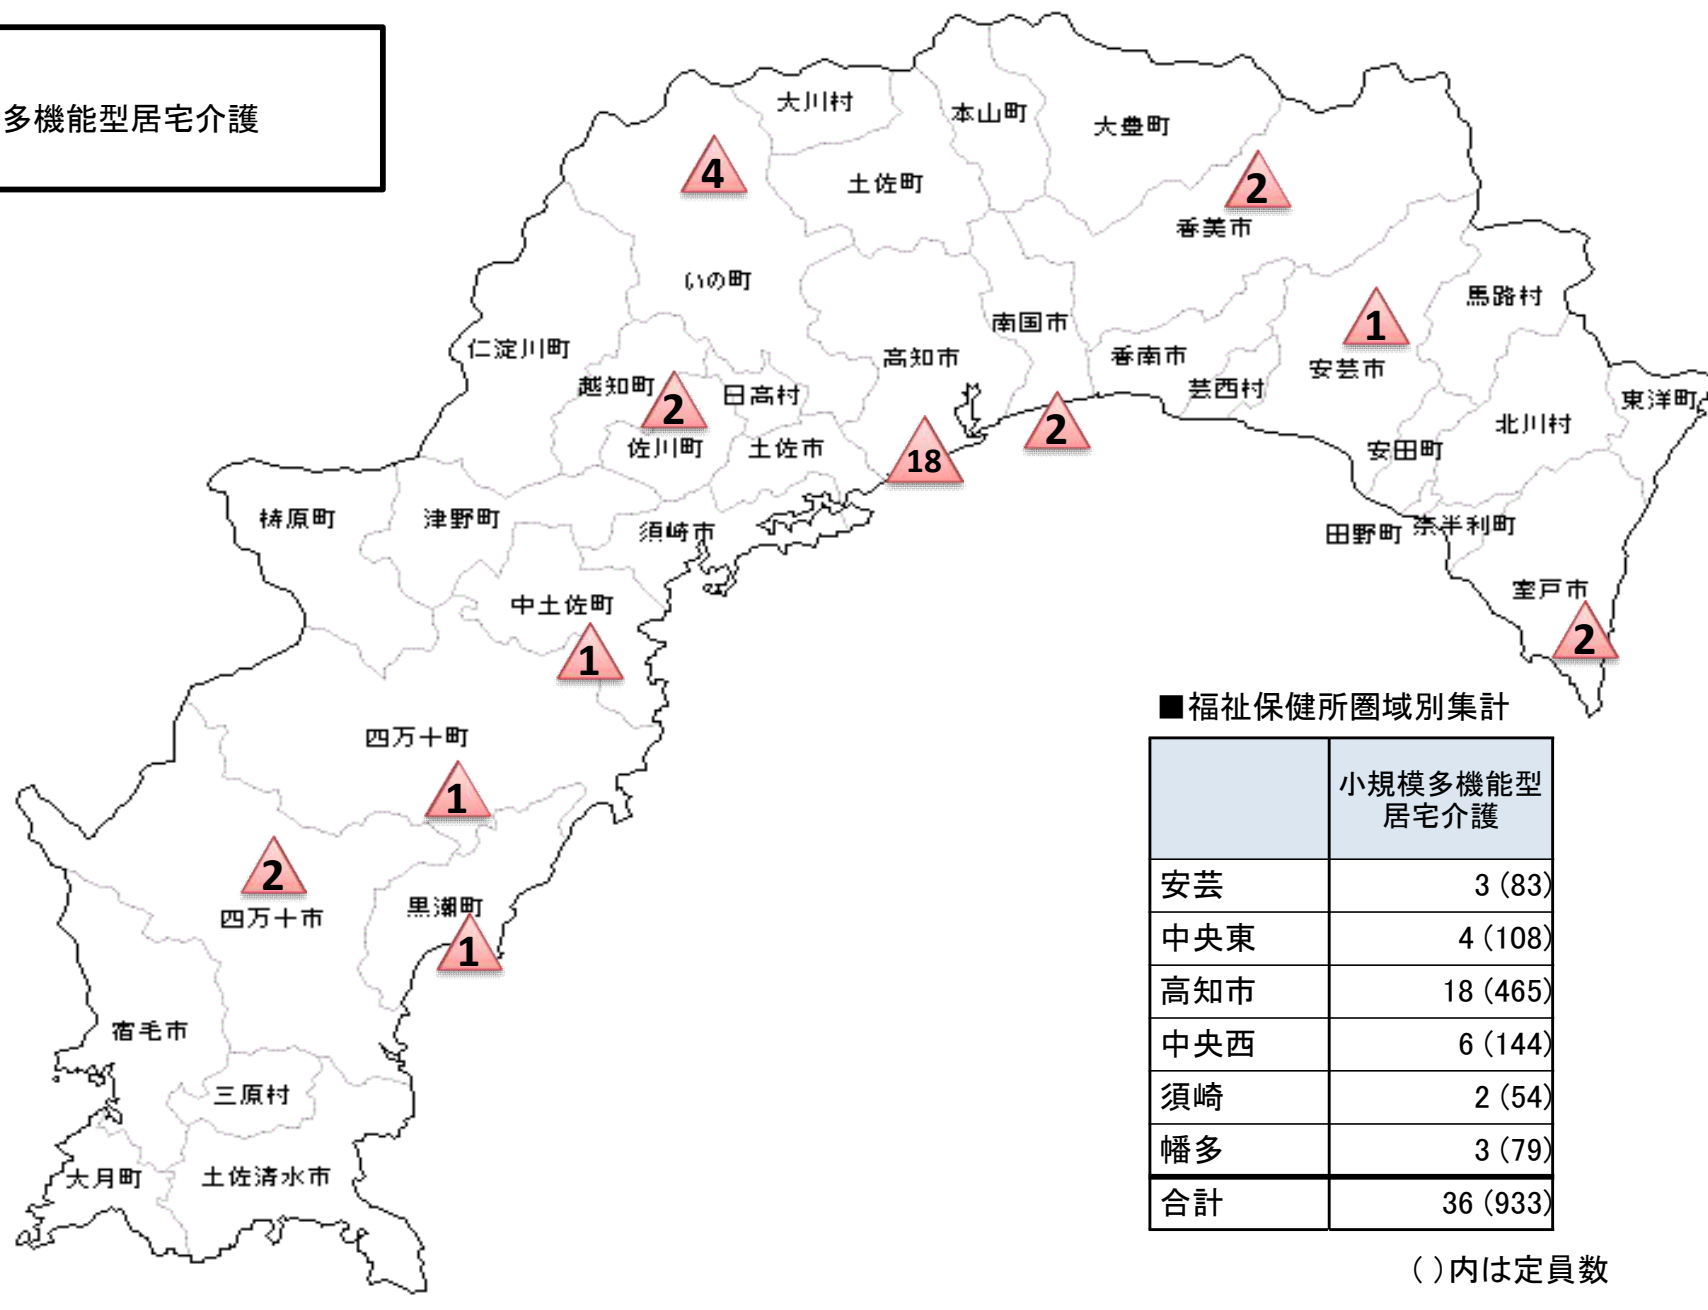 多機能型居宅介護
大川村
本山町
大豊町
4
土佐町
2
香美市
いの町
馬路村
南国市
1
仁淀川町
高知市
香南市
安芸市
越知町
2
日高村
芸西村
東洋町
2
佐川町
土佐市
18
安田町
北川村
梼原町
津野町
須崎市
田野町
奈半利町
中土佐町
室戸市
1
2
四万十町
1
2
四万十市
黒潮町
1
宿毛市
三原村
大月町
土佐清水市
■福祉保健所圏域別集計
小規模多機能型
居宅介護
安芸 3 (83)
中央東 4 (108)
高知市 18 (465)
中央西 6 (144)
須崎 2 (54)
幡多 3 (79)
合計 36 (933)
( )内は定員数